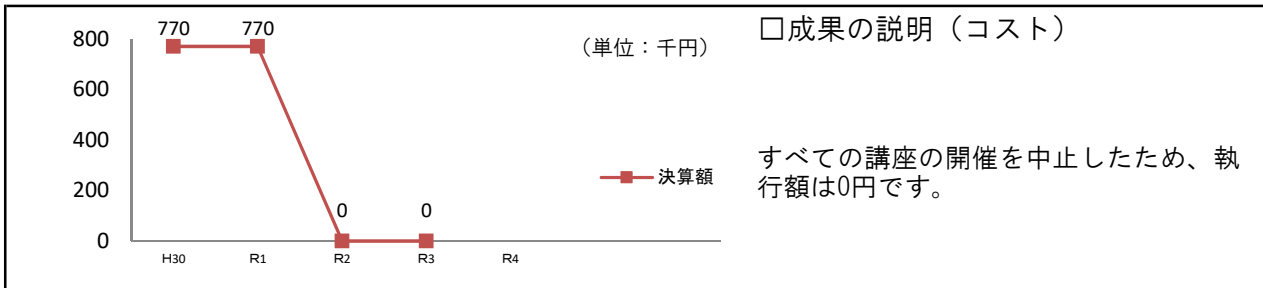 770 770
800
600
400
200
0
0 0
(単位：千円)
決算額
H30 R1 R2 R3 R4
□成果の説明（コスト）
すべての講座の開催を中止したため、執
行額は0円です。